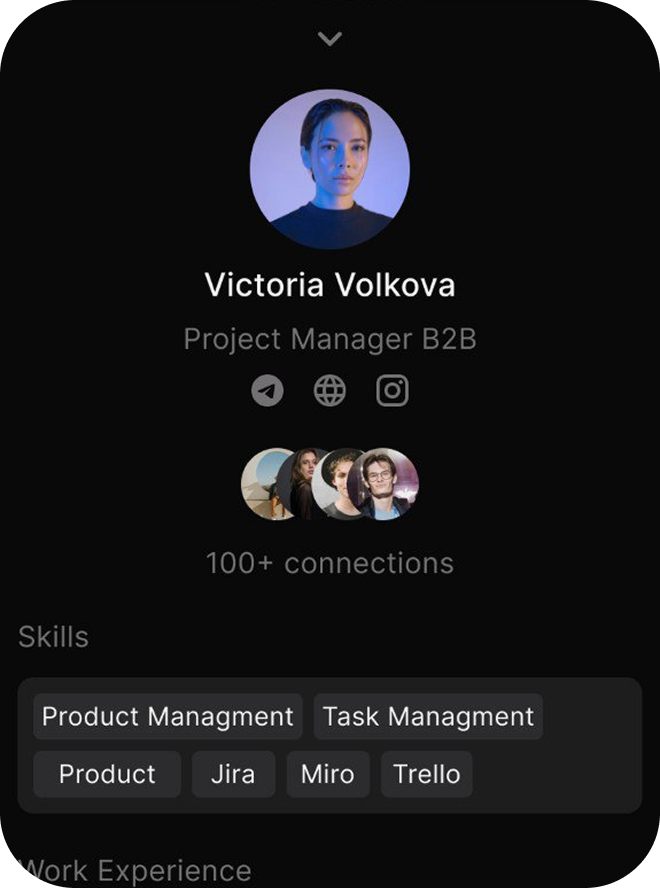 Victoria Volkova
Project Manager B2B
100+ connections
Skills
Product Managment Task Managment
Product Jira Miro Trello
Work Experience